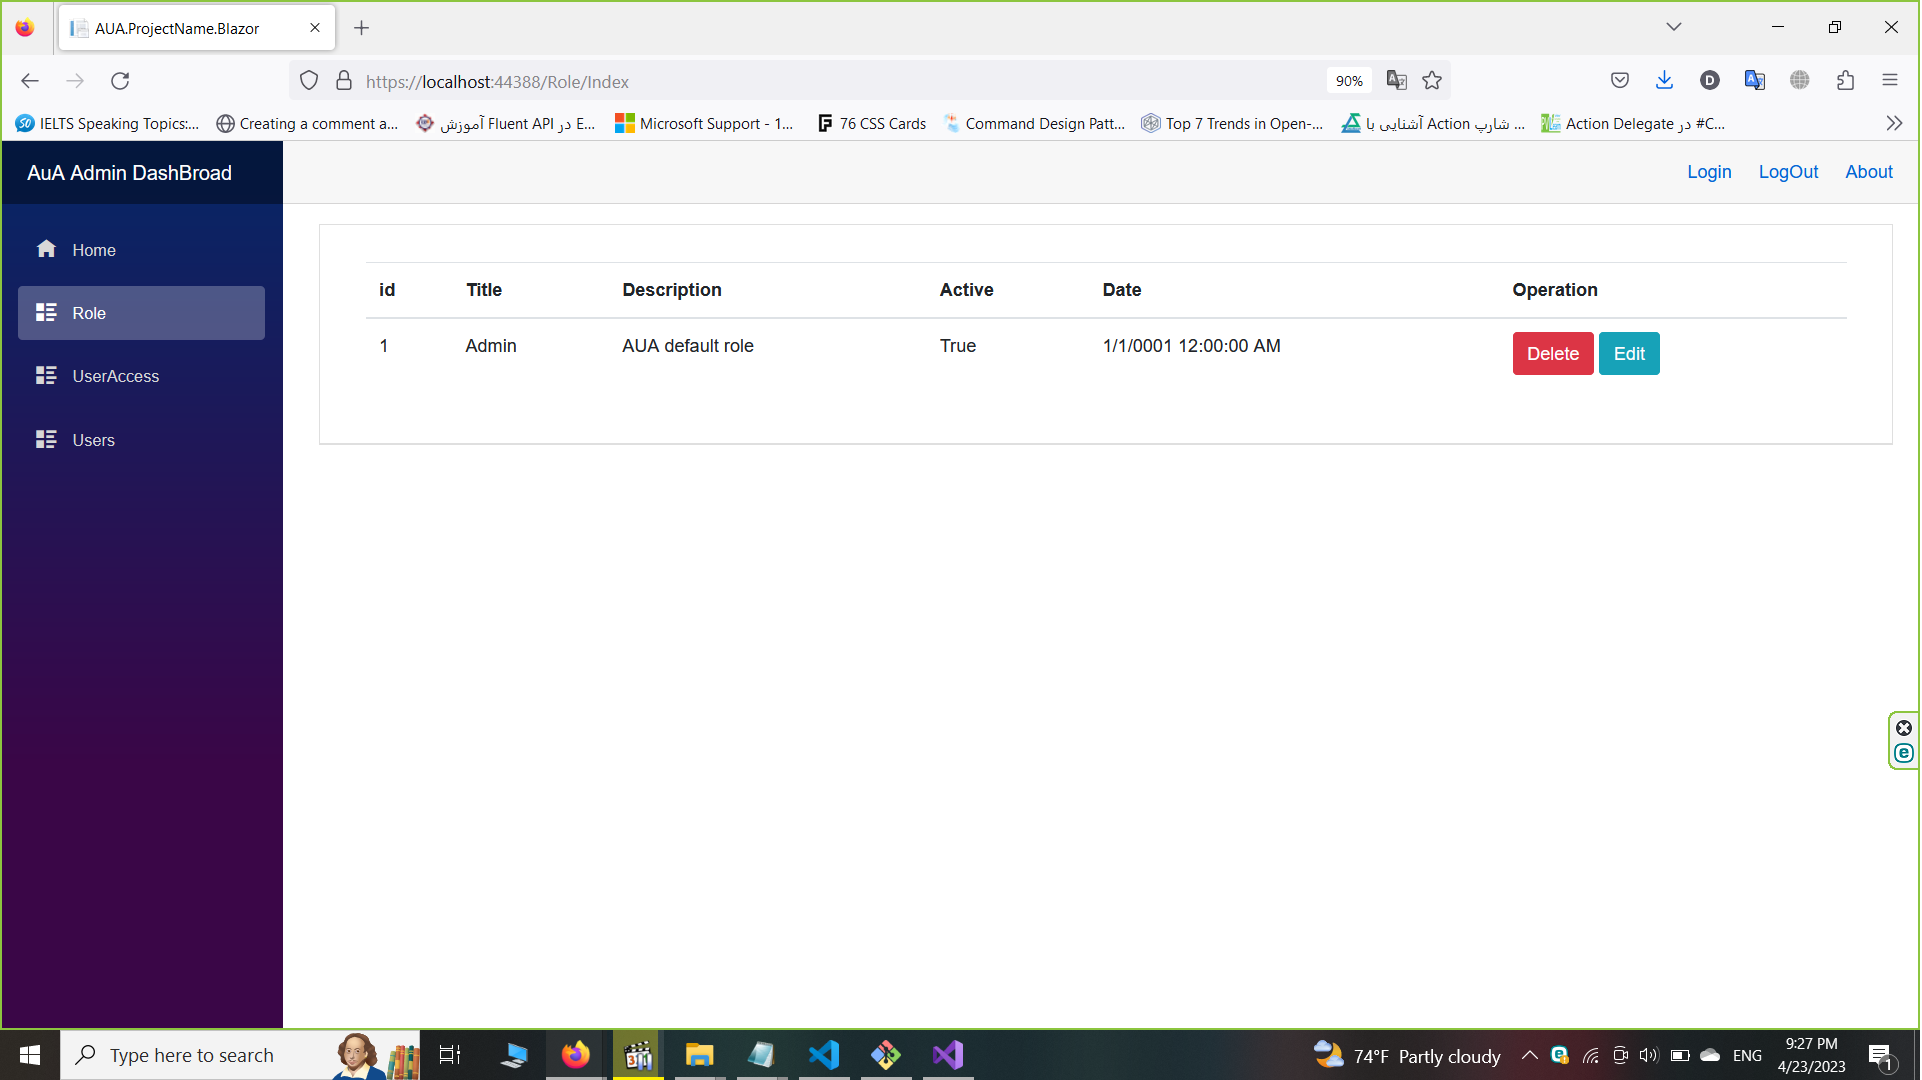 AUA.ProjectName.Blazor
https://localhost:44388/Role/Index
90%
IELTS Speaking Topics:...
Creating a comment a...
آموزش Fluent API در E...
Microsoft Support - 1...
76 CSS Cards
Command Design Patt...
Top 7 Trends in Open-...
آشنایی با Action شارپ ...
Action Delegate در #C...
AuA Admin DashBroad
Login LogOut About
Home
Role
UserAccess
Users
id Title Description Active Date Operation
1 Admin AUA default role True 1/1/0001 12:00:00 AM Delete Edit
Type here to search
74°F Partly cloudy
ENG
9:27 PM
4/23/2023
1